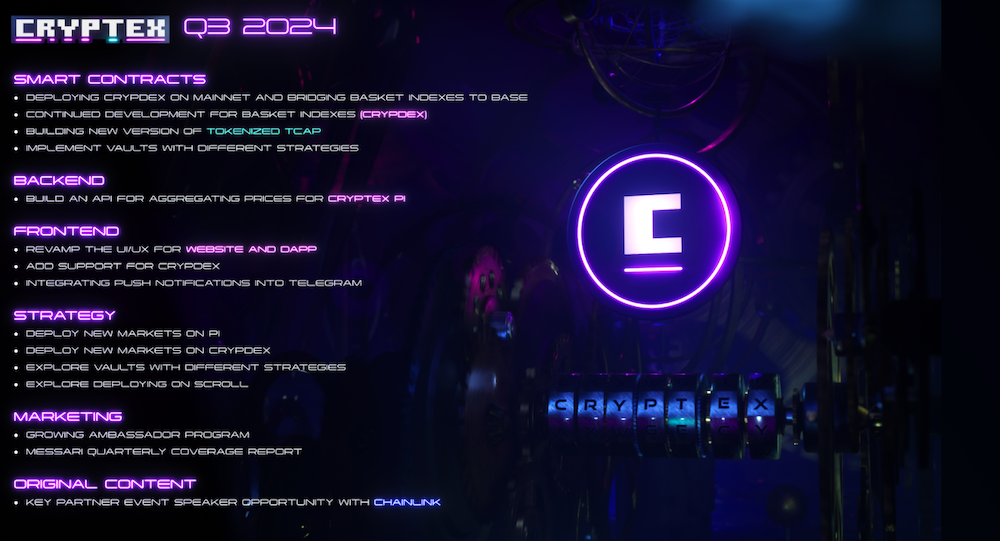 CRYPTEX Q3 2024
SMART CONTRACTS
• DEPLOYING CRYPDEX ON MAINNET AND BRIDGING BASKET INDEXES TO BASE
• CONTINUED DEVELOPMENT FOR BASKET INDEXES (CRYPDEX)
• BUILDING NEW VERSION OF TOKENIZED TCAP
• IMPLEMENT VAULTS WITH DIFFERENT STRATEGIES
BACKEND
• BUILD AN API FOR AGGREGATING PRICES FOR CRYPTEX PI
FRONTEND
• REVAMP THE UI/UX FOR WEBSITE AND DAPP
• ADD SUPPORT FOR CRYPDEX
• INTEGRATING PUSH NOTIFICATIONS INTO TELEGRAM
STRATEGY
• DEPLOY NEW MARKETS ON PI
• DEPLOY NEW MARKETS ON CRYPDEX
• EXPLORE VAULTS WITH DIFFERENT STRATEGIES
• EXPLORE DEPLOYING ON SCROLL
MARKETING
• GROWING AMBASSADOR PROGRAM
• MESSARI QUARTERLY COVERAGE REPORT
ORIGINAL CONTENT
• KEY PARTNER EVENT SPEAKER OPPORTUNITY WITH CHAINLINK
C
CRYPTEX